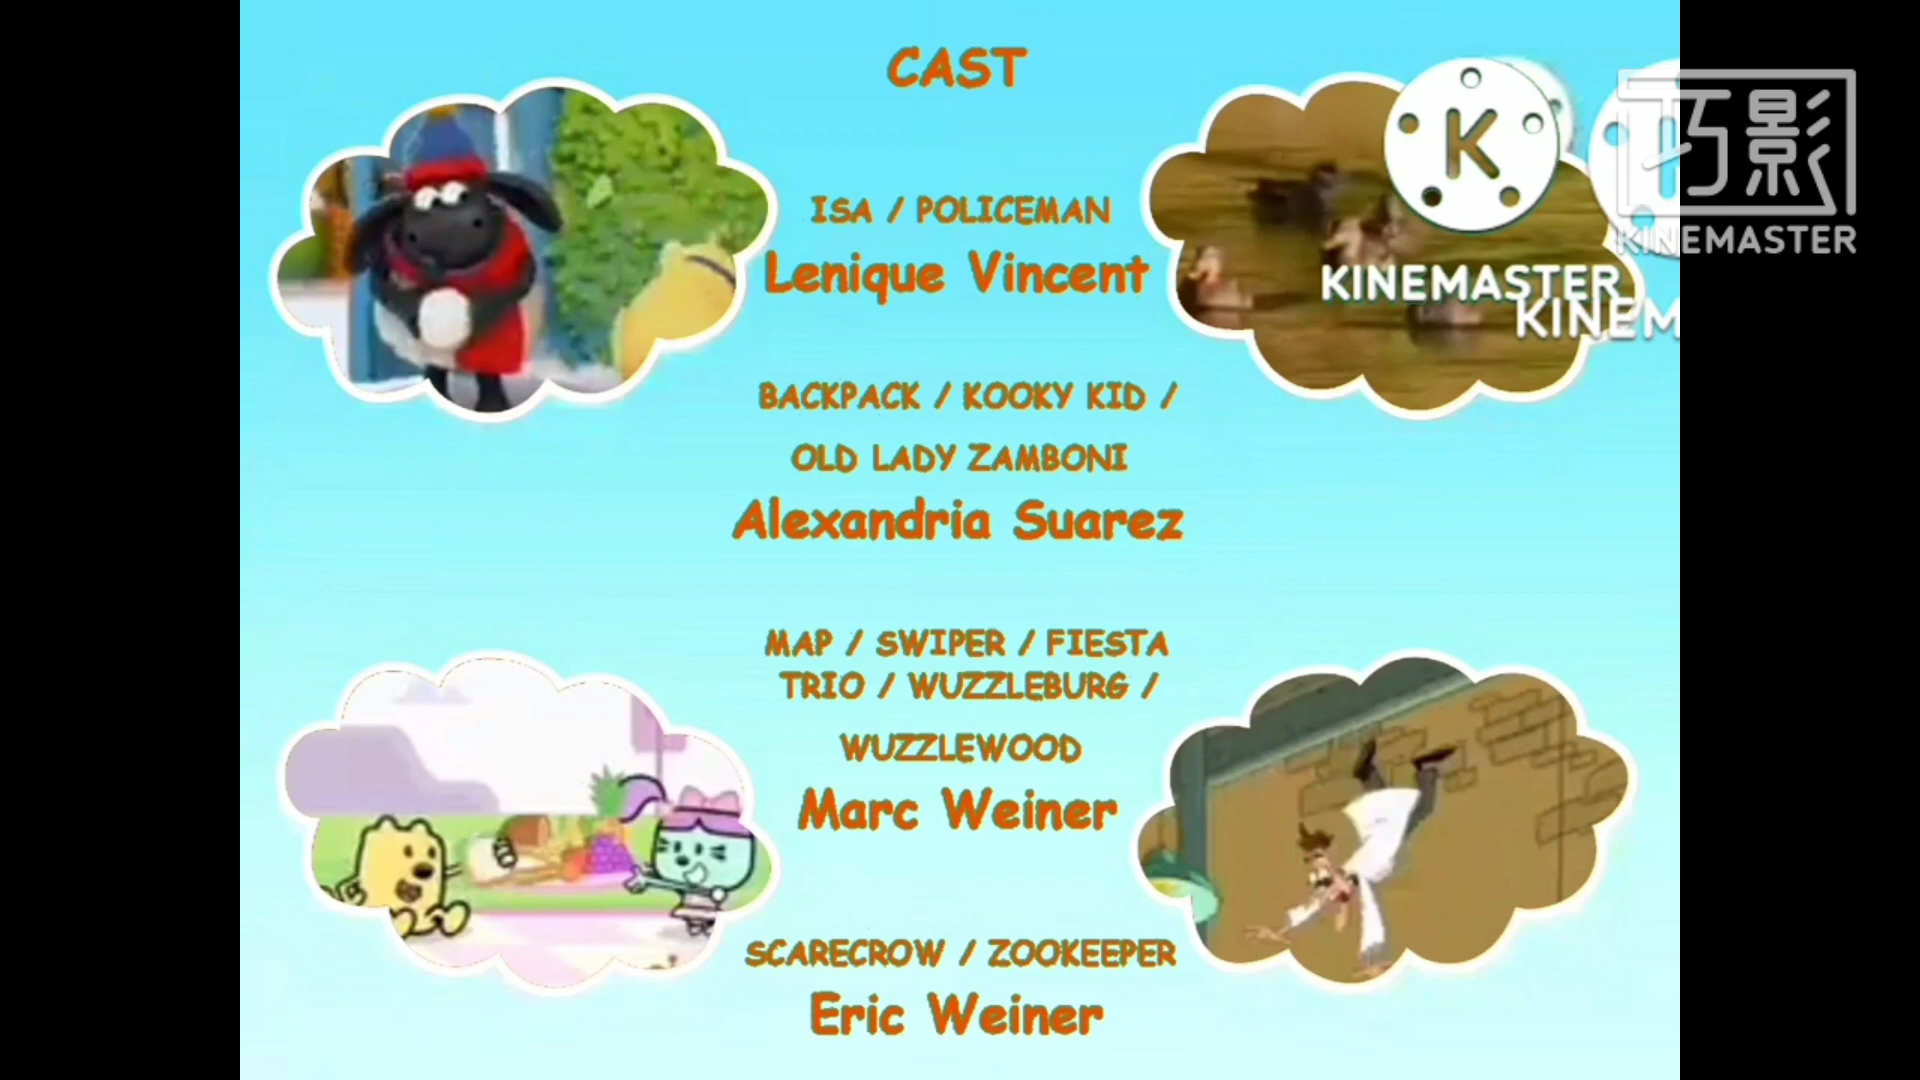 CAST
ISA / POLICEMAN
Lenique Vincent
BACKPACK / KOOKY KID /
OLD LADY ZAMBONI
Alexandria Suarez
MAP / SWIPER / FIESTA
TRIO / WUZZLEBURG /
WUZZLEWOOD
Marc Weiner
SCARECROW / ZOOKEEPER
Eric Weiner
K
KINEMASTER
KINEM
巧影
KINEMASTER